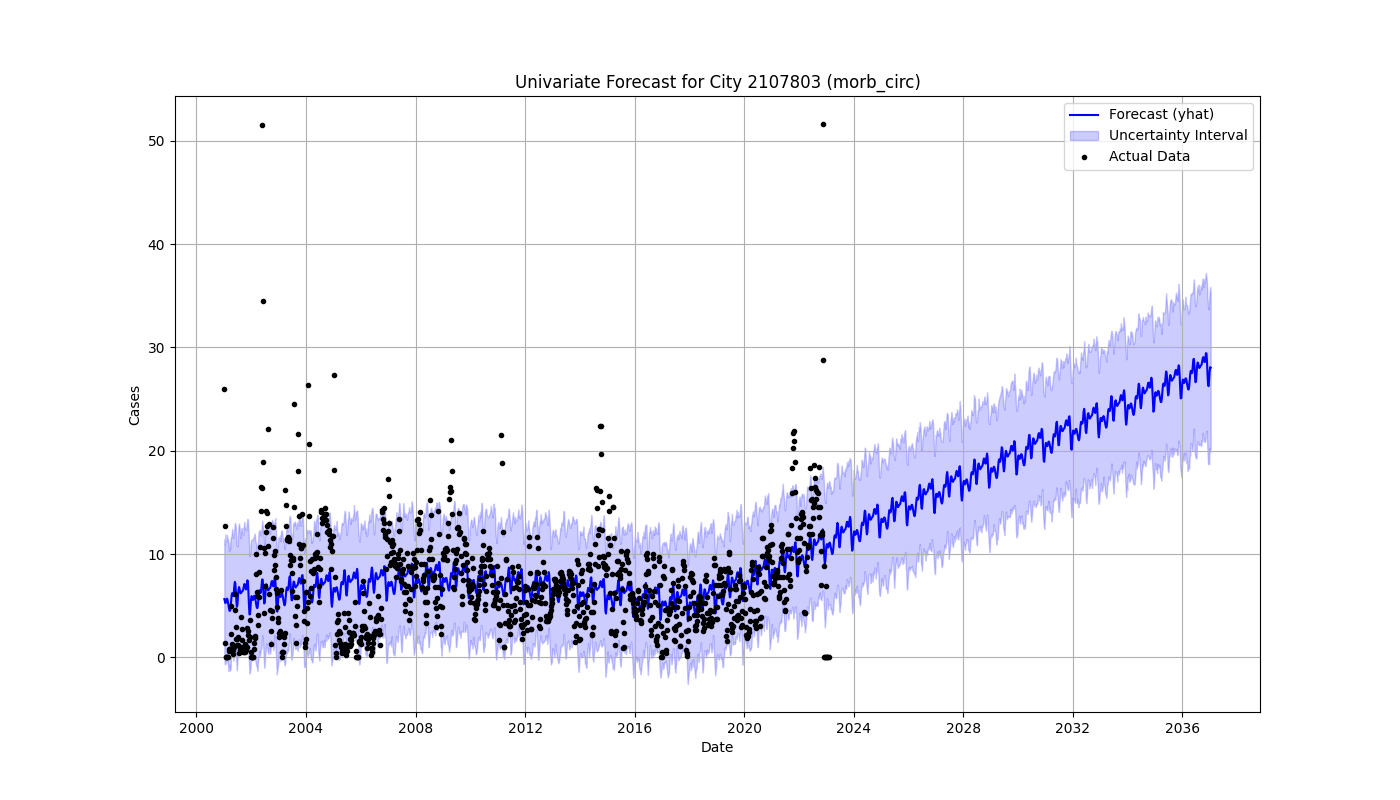 Univariate Forecast for City 2107803 (morb_circ)
Forecast (yhat)
Uncertainty Interval
Actual Data
50
40
30
20
10
0
Cases
2000 2004 2008 2012 2016 2020 2024 2028 2032 2036
Date